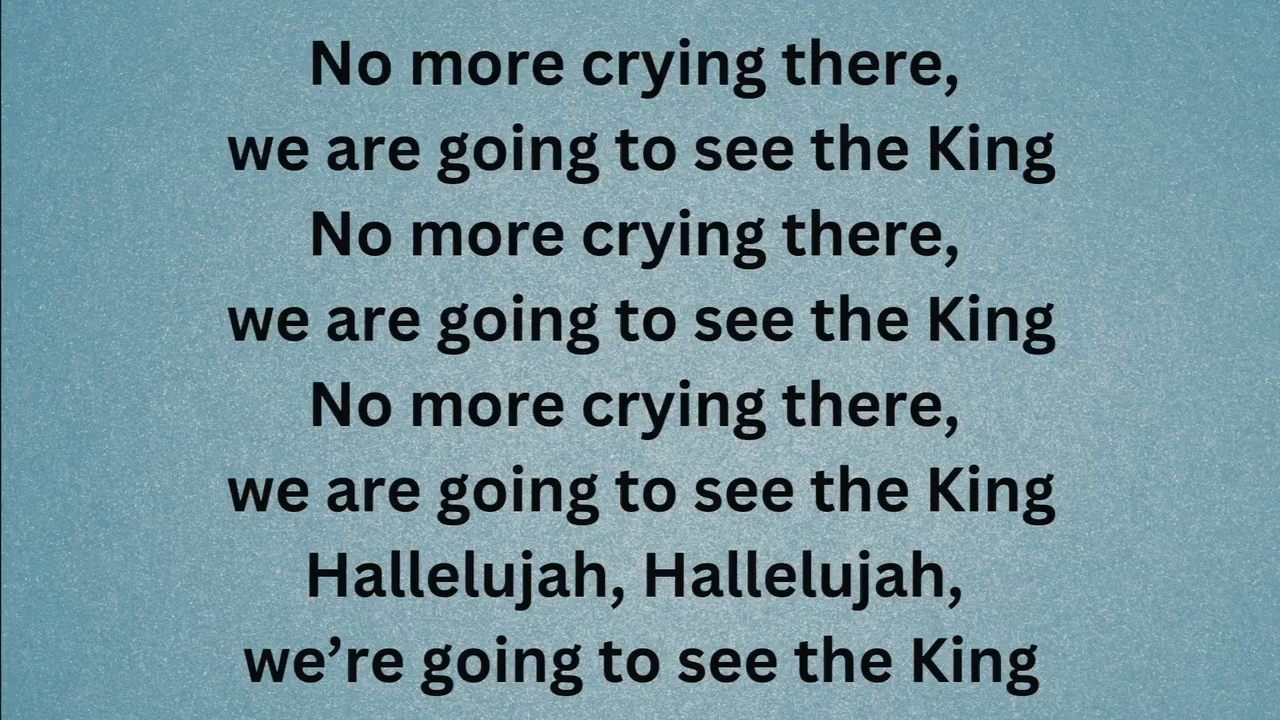 No more crying there,
we are going to see the King
No more crying there,
we are going to see the King
No more crying there,
we are going to see the King
Hallelujah, Hallelujah,
we’re going to see the King